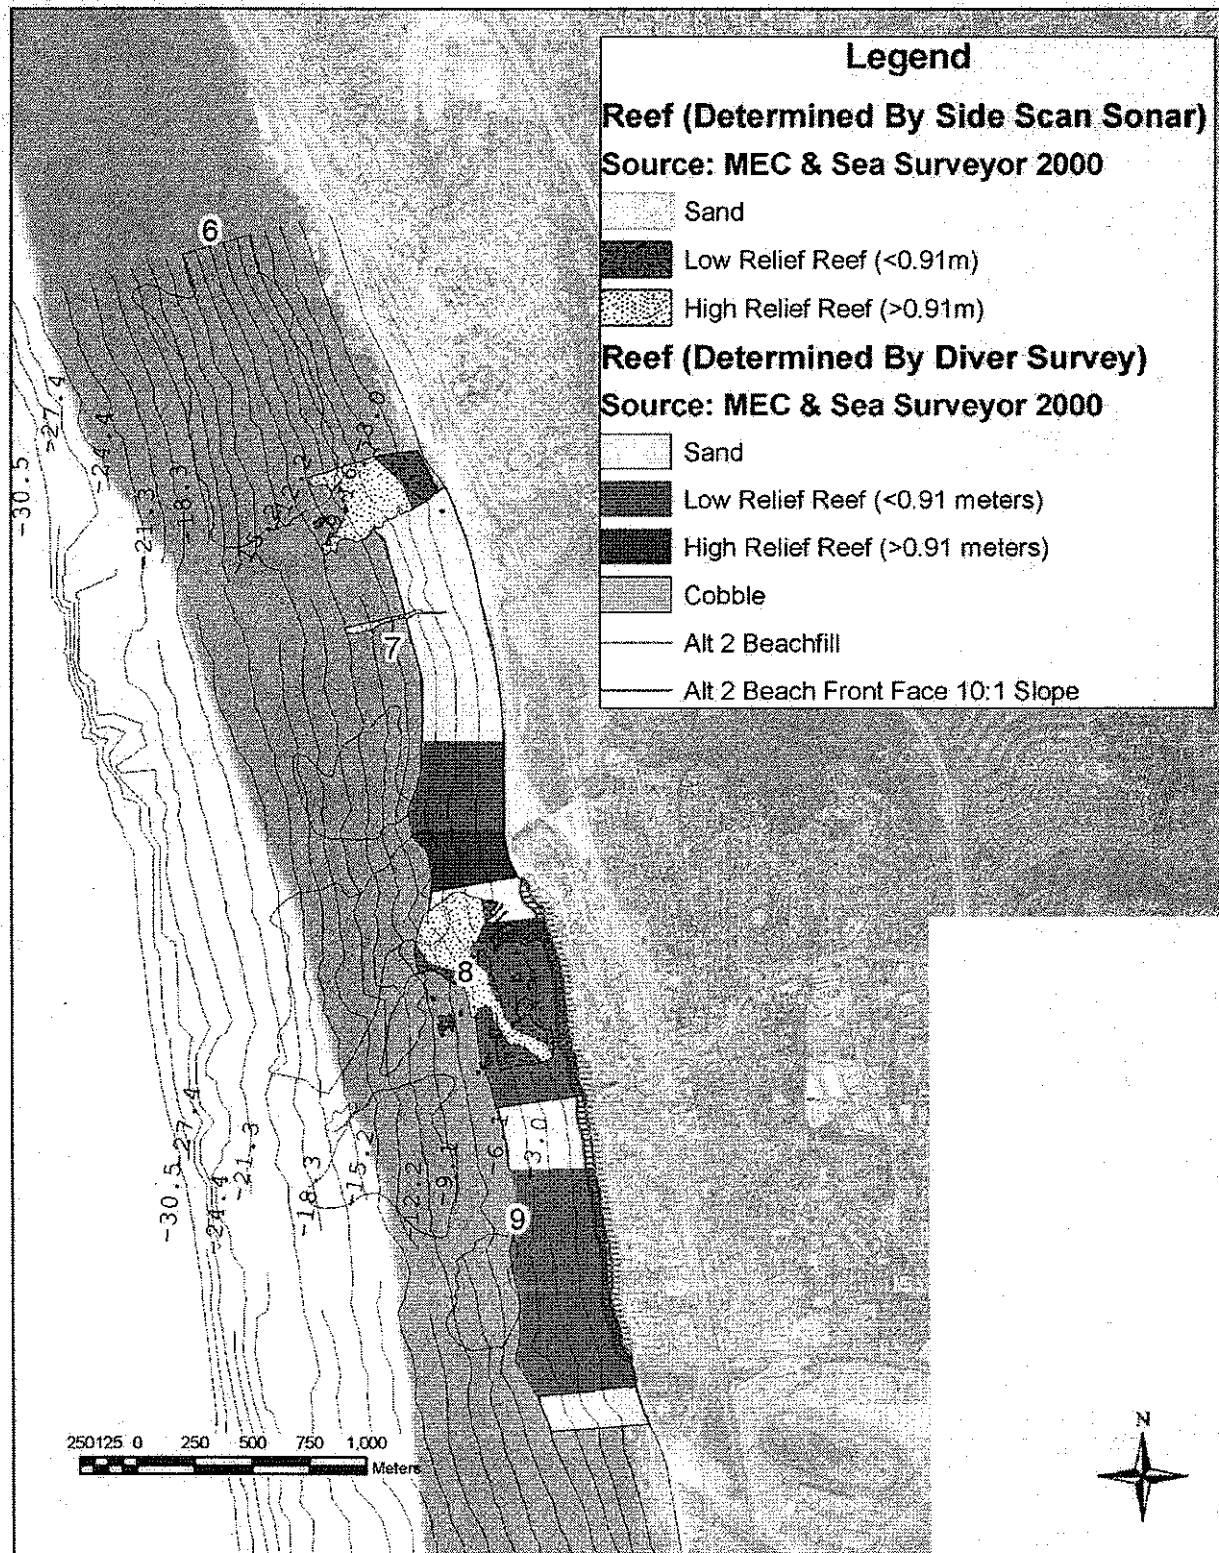 Legend
Reef (Determined By Side Scan Sonar)
Source: MEC & Sea Surveyor 2000
Sand
Low Relief Reef (<0.91m)
High Relief Reef (>0.91m)
Reef (Determined By Diver Survey)
Source: MEC & Sea Surveyor 2000
Sand
Low Relief Reef (<0.91 meters)
High Relief Reef (>0.91 meters)
Cobble
Alt 2 Beachfill
Alt 2 Beach Front Face 10:1 Slope
6
-30.5
-27.4
-24.4
-21.3
-18.3
-3.0
7
8
-6.1
-3.0
-30.5
-27.4
-24.4
-21.3
-18.3
-15.2
-12.2
-9.1
9
250 125 0 250 500 750 1,000
Meters
N